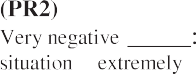 (PR2)
Very negative ______:
situation extremely